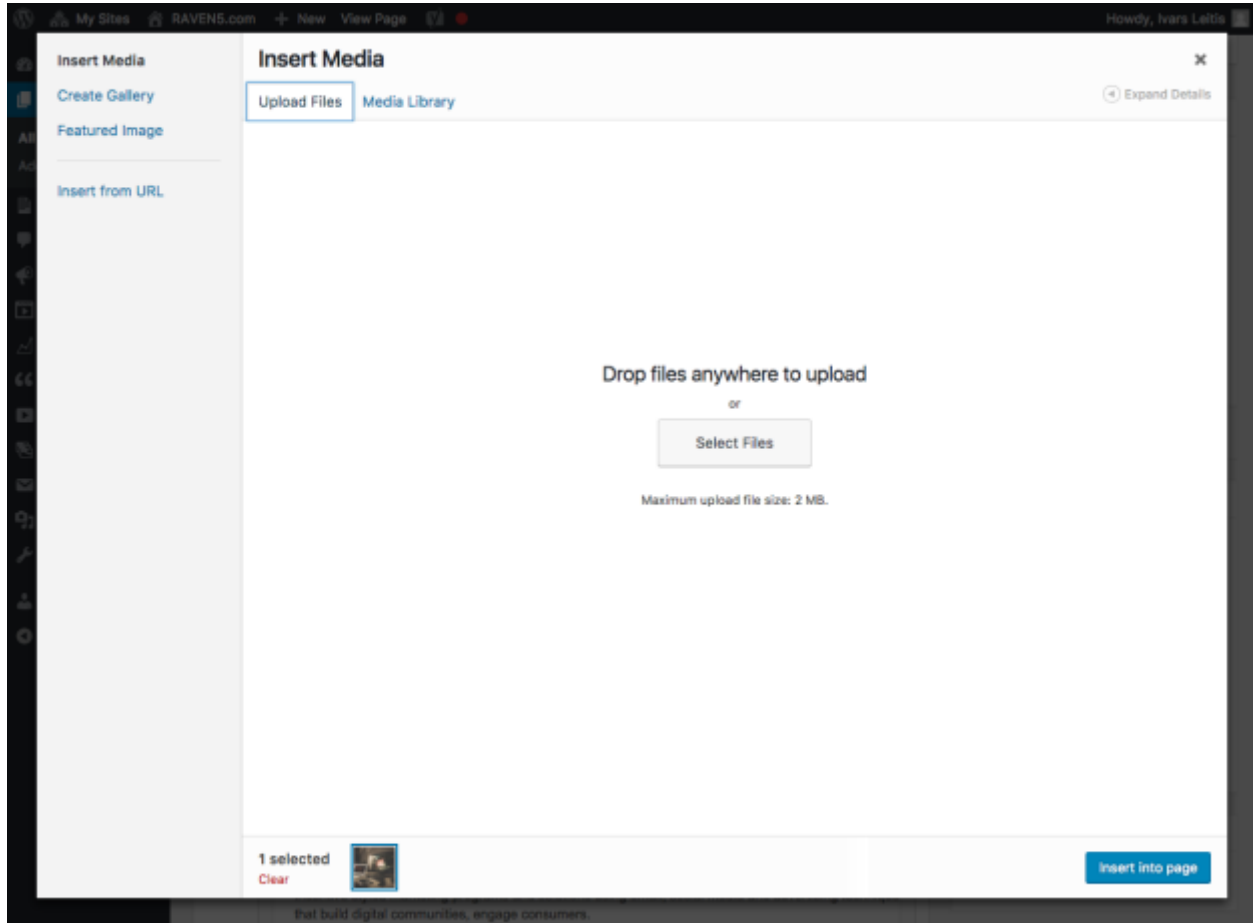 My Sites RAVEN5.com New View Page Howdy, Ivars Leitis
Insert Media
Create Gallery
Featured Image
Insert from URL
Insert Media
Upload Files Media Library
Expand Details
Drop files anywhere to upload
or
Select Files
Maximum upload file size: 2 MB.
1 selected
Clear
Insert into page
All
that build digital communities, engage consumers.